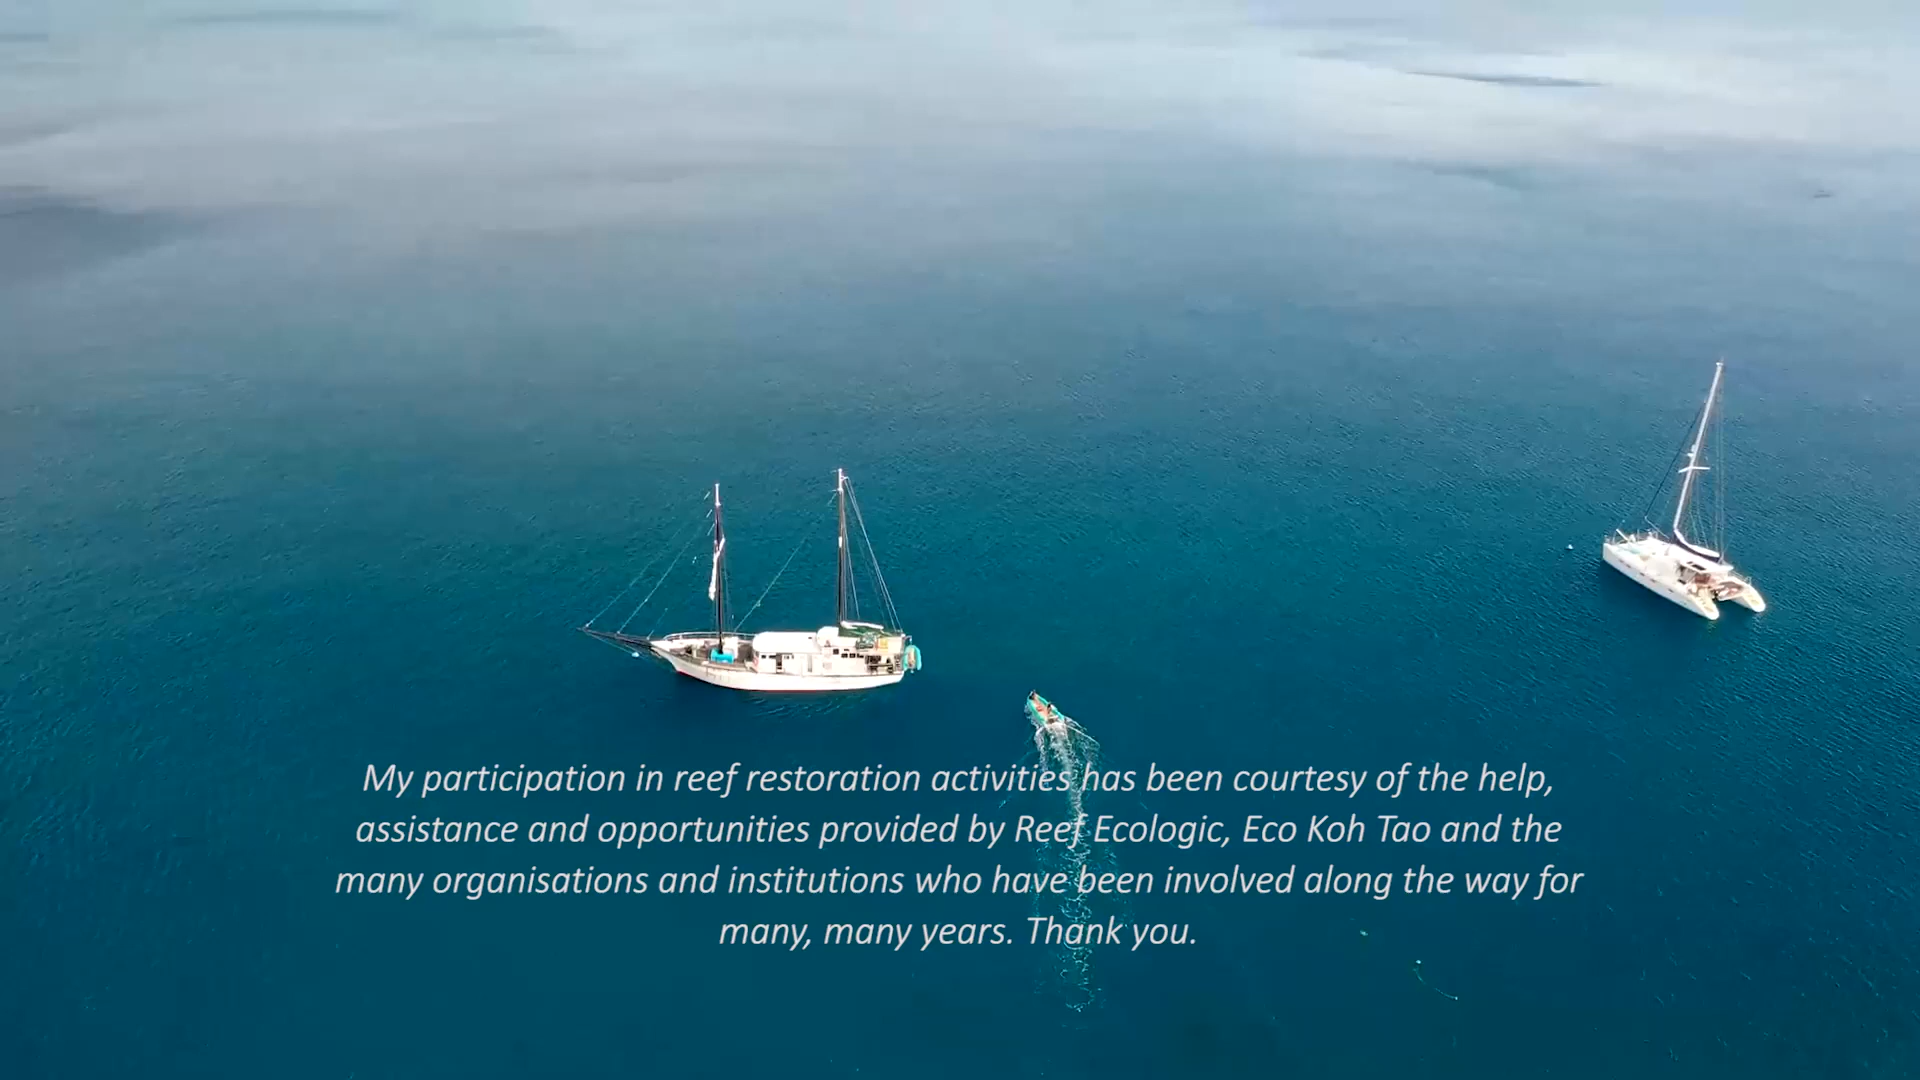 My participation in reef restoration activities has been courtesy of the help,
assistance and opportunities provided by Reef Ecologic, Eco Koh Tao and the
many organisations and institutions who have been involved along the way for
many, many years. Thank you.